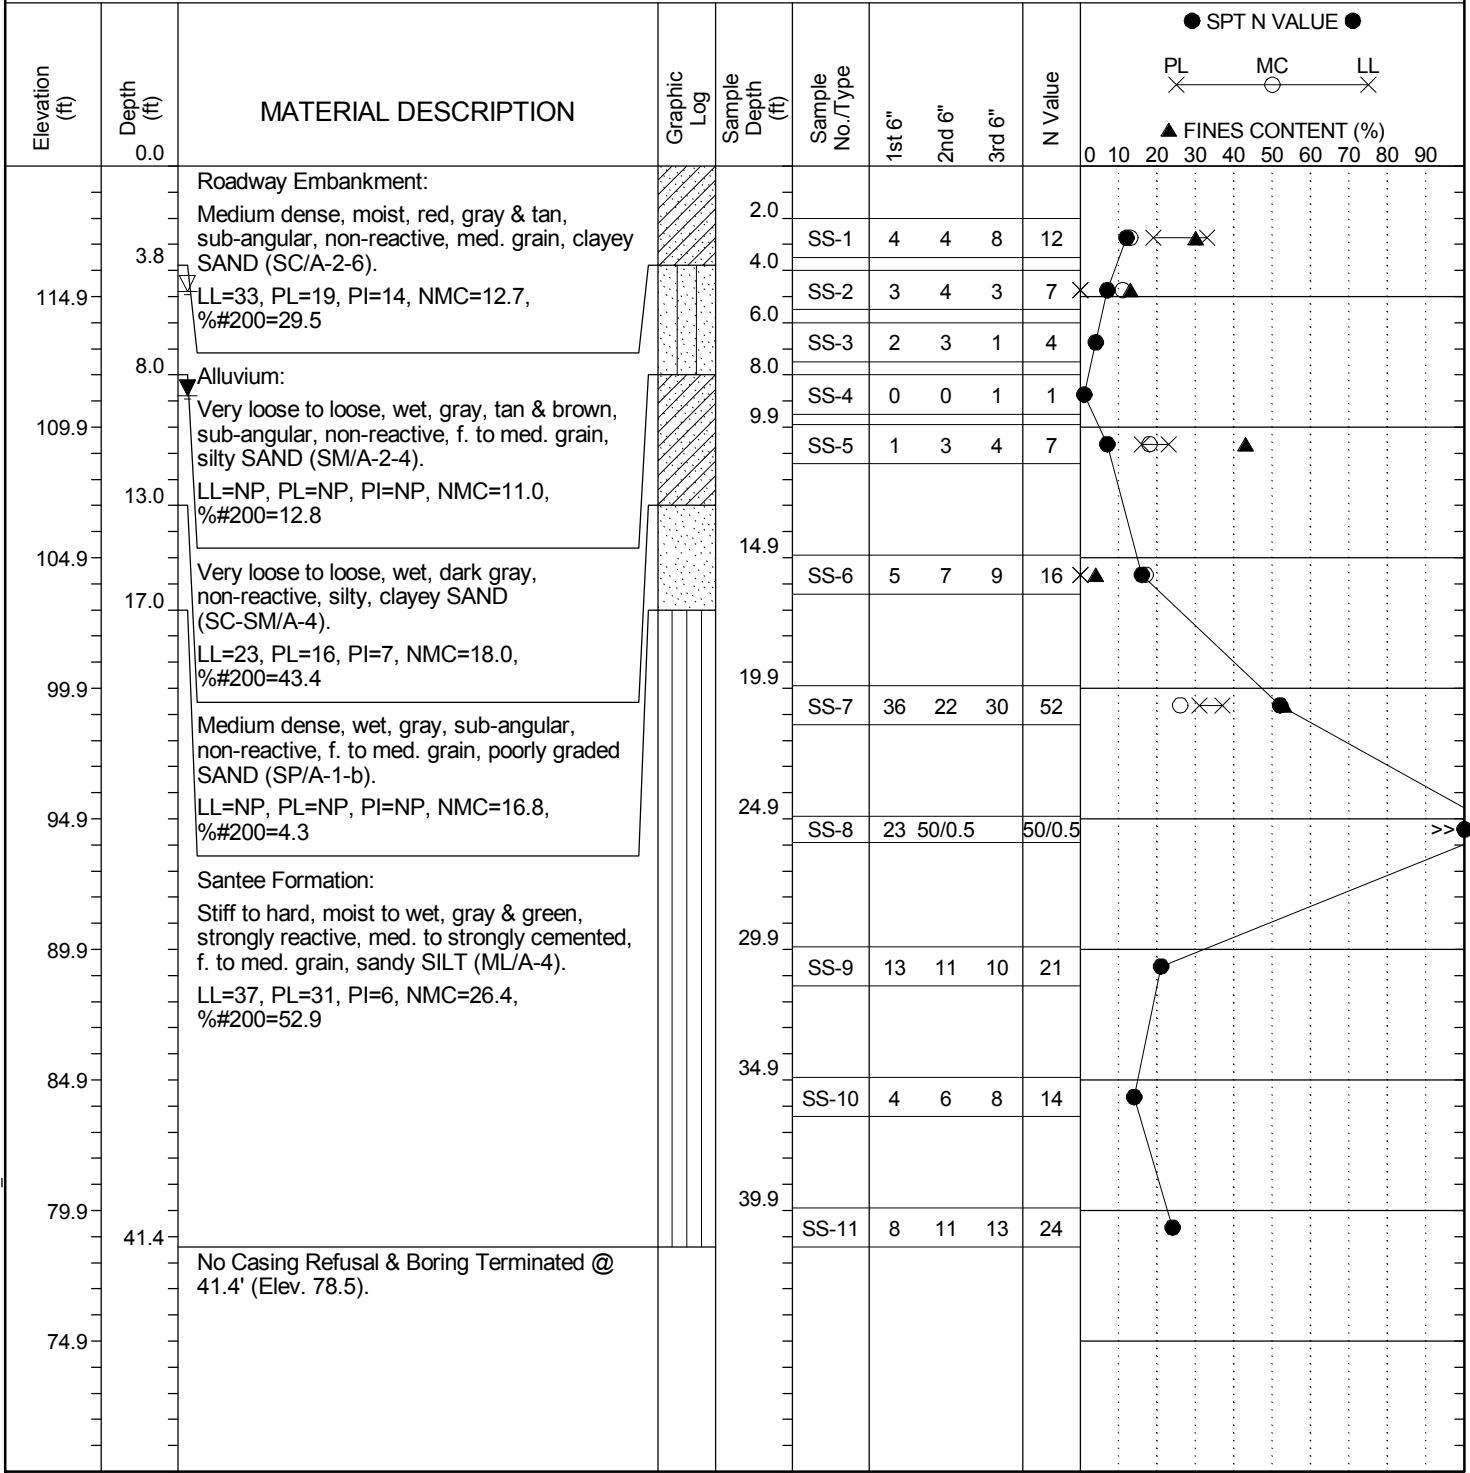 ● SPT N VALUE ●
PL MC LL
▲ FINES CONTENT (%)
0 10 20 30 40 50 60 70 80 90
Elevation (ft)
Depth (ft)
0.0
MATERIAL DESCRIPTION
Graphic Log
Sample Depth (ft)
Sample No./Type
1st 6"
2nd 6"
3rd 6"
N Value
Roadway Embankment:
Medium dense, moist, red, gray & tan,
sub-angular, non-reactive, med. grain, clayey
SAND (SC/A-2-6).
LL=33, PL=19, PI=14, NMC=12.7,
%#200=29.5
Alluvium:
Very loose to loose, wet, gray, tan & brown,
sub-angular, non-reactive, f. to med. grain,
silty SAND (SM/A-2-4).
LL=NP, PL=NP, PI=NP, NMC=11.0,
%#200=12.8
Very loose to loose, wet, dark gray,
non-reactive, silty, clayey SAND
(SC-SM/A-4).
LL=23, PL=16, PI=7, NMC=18.0,
%#200=43.4
Medium dense, wet, gray, sub-angular,
non-reactive, f. to med. grain, poorly graded
SAND (SP/A-1-b).
LL=NP, PL=NP, PI=NP, NMC=16.8,
%#200=4.3
Santee Formation:
Stiff to hard, moist to wet, gray & green,
strongly reactive, med. to strongly cemented,
f. to med. grain, sandy SILT (ML/A-4).
LL=37, PL=31, PI=6, NMC=26.4,
%#200=52.9
No Casing Refusal & Boring Terminated @
41.4' (Elev. 78.5).
114.9
109.9
104.9
99.9
94.9
89.9
84.9
79.9
74.9
3.8
8.0
13.0
17.0
41.4
2.0
SS-1 4 4 8 12
4.0
SS-2 3 4 3 7
6.0
SS-3 2 3 1 4
8.0
SS-4 0 0 1 1
9.9
SS-5 1 3 4 7
14.9
SS-6 5 7 9 16
19.9
SS-7 36 22 30 52
24.9
SS-8 23 50/0.5 50/0.5 >>
29.9
SS-9 13 11 10 21
34.9
SS-10 4 6 8 14
39.9
SS-11 8 11 13 24